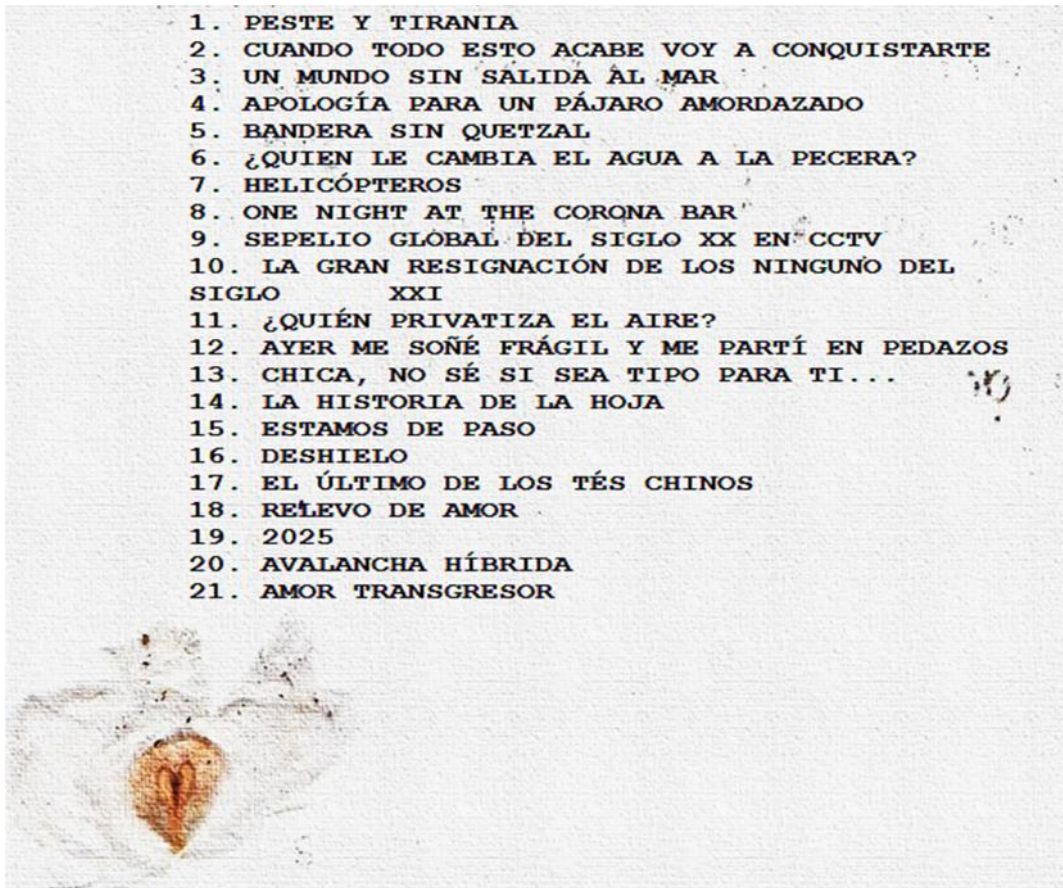 1. PESTE Y TIRANIA
2. CUANDO TODO ESTO ACABE VOY A CONQUISTARTE
3. UN MUNDO SIN SALIDA AL MAR
4. APOLOGÍA PARA UN PÁJARO AMORDAZADO
5. BANDERA SIN QUETZAL
6. ¿QUIEN LE CAMBIA EL AGUA A LA PECERA?
7. HELICÓPTEROS
8. ONE NIGHT AT THE CORONA BAR
9. SEPELIO GLOBAL DEL SIGLO XX EN CCTV
10. LA GRAN RESIGNACIÓN DE LOS NINGUNO DEL
SIGLO XXI
11. ¿QUIÉN PRIVATIZA EL AIRE?
12. AYER ME SOÑÉ FRÁGIL Y ME PARTÍ EN PEDAZOS
13. CHICA, NO SÉ SI SEA TIPO PARA TI...
14. LA HISTORIA DE LA HOJA
15. ESTAMOS DE PASO
16. DESHIELO
17. EL ÚLTIMO DE LOS TÉS CHINOS
18. RELEVO DE AMOR
19. 2025
20. AVALANCHA HÍBRIDA
21. AMOR TRANSGRESOR